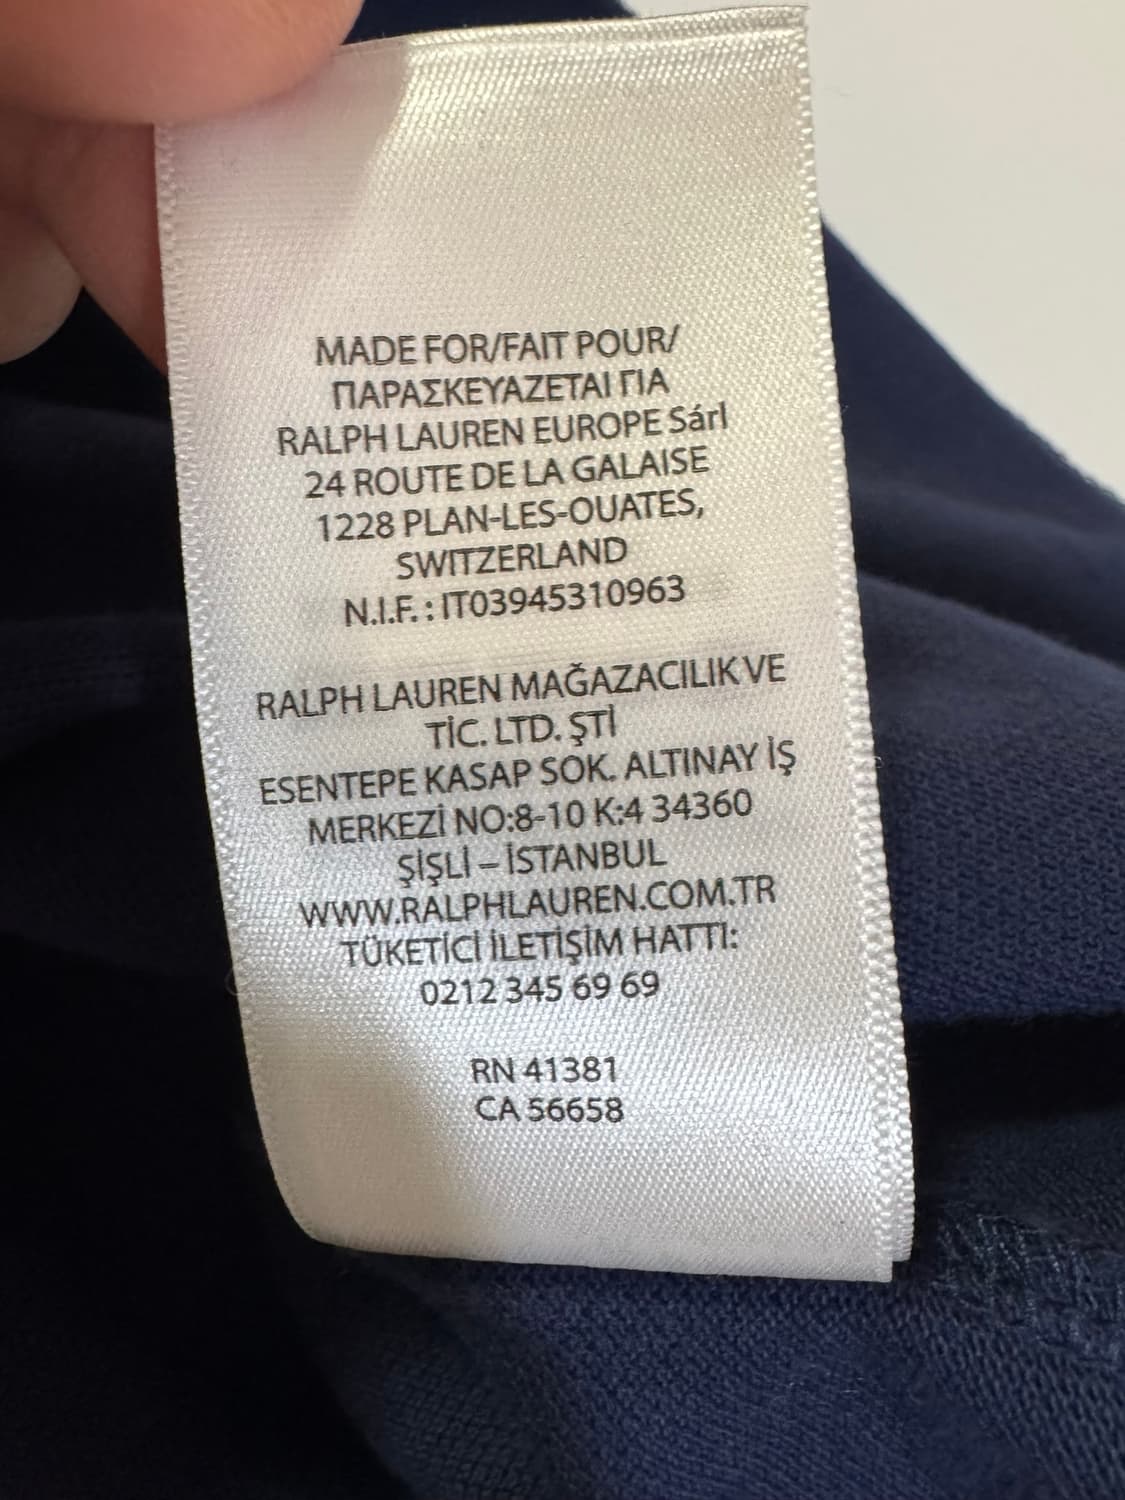 MADE FOR/FAIT POUR/
ΠΑΡΑΣΚΕΥΑΖΕΤΑΙ ΓΙΑ
RALPH LAUREN EUROPE Sárl
24 ROUTE DE LA GALAISE
1228 PLAN-LES-OUATES,
SWITZERLAND
N.I.F. : IT03945310963
RALPH LAUREN MAĞAZACILIK VE
TİC. LTD. ŞTİ
ESENTEPE KASAP SOK. ALTINAY İŞ
MERKEZİ NO:8-10 K:4 34360
ŞİŞLİ – İSTANBUL
WWW.RALPHLAUREN.COM.TR
TÜKETİCİ İLETİŞİM HATTI:
0212 345 69 69
RN 41381
CA 56658